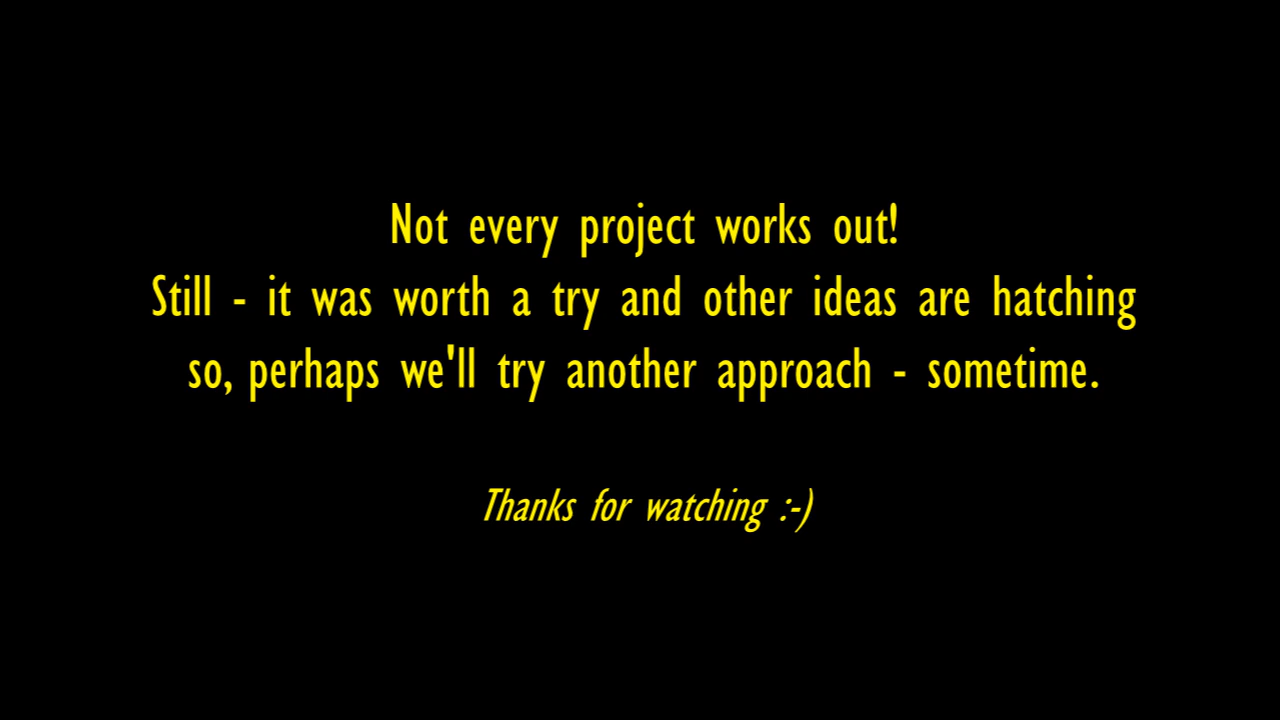 Not every project works out!
Still - it was worth a try and other ideas are hatching
so, perhaps we'll try another approach - sometime.
Thanks for watching :-)